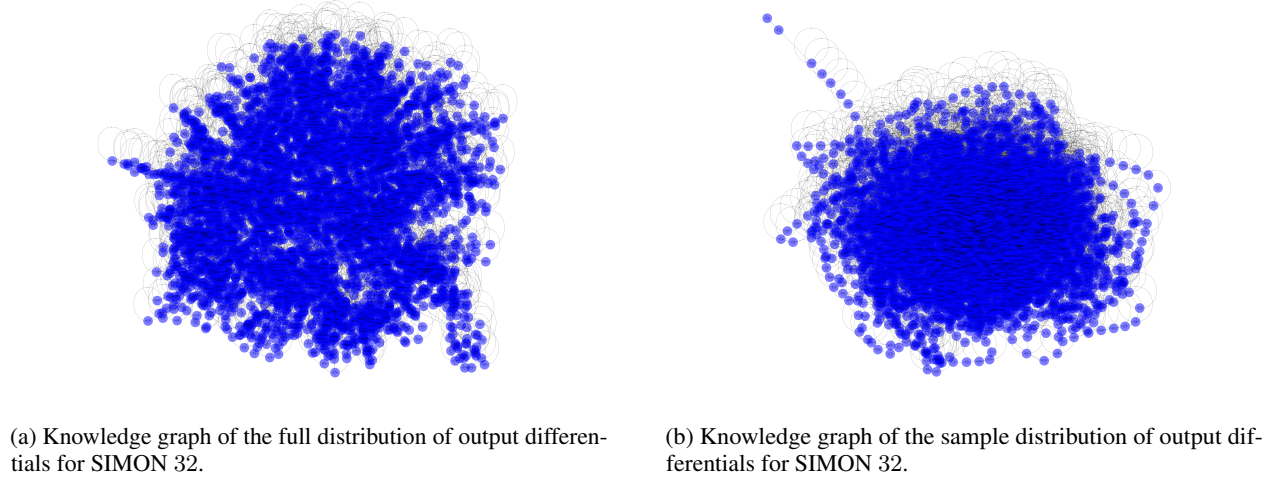 (a) Knowledge graph of the full distribution of output differen-
tials for SIMON 32.
(b) Knowledge graph of the sample distribution of output dif-
ferentials for SIMON 32.